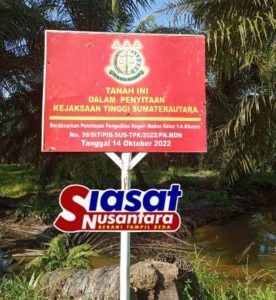 TANAH INI
DALAM PENYITAAN
KEJAKSAAN TINGGI SUMATERAUTARA
Berdasarkan Penetapan Pengadilan Negeri Medan Kelas 1-A Khusus
No. 39/SIT/PID.SUS-TPK/2022/PN.MDN
Tanggal 14 Oktober 2022
Siasat
Nusantara
BERANI TAMPIL BEDA